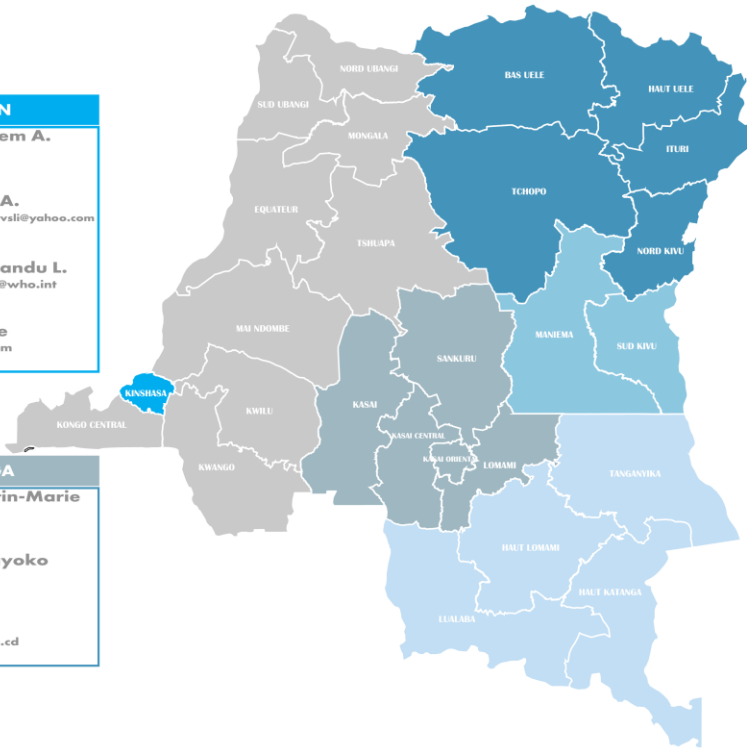 N
em A.
A.
vsli@yahoo.com
andu L.
@who.int
e
m
GA
rin-Marie
yoko
.cd
NORD UBANGI
BAS UELE
HAUT UELE
SUD UBANGI
MONGALA
ITURI
TCHOPO
EQUATEUR
TSHUAPA
NORD KIVU
MAI NDOMBE
MANIEMA
SUD KIVU
SANKURU
KINSHASA
KASAI
KWILU
KONGO CENTRAL
KASAI CENTRAL
KASAI ORIENTAL
LOMAMI
KWANGO
TANGANYIKA
HAUT LOMAMI
HAUT KATANGA
LUALABA